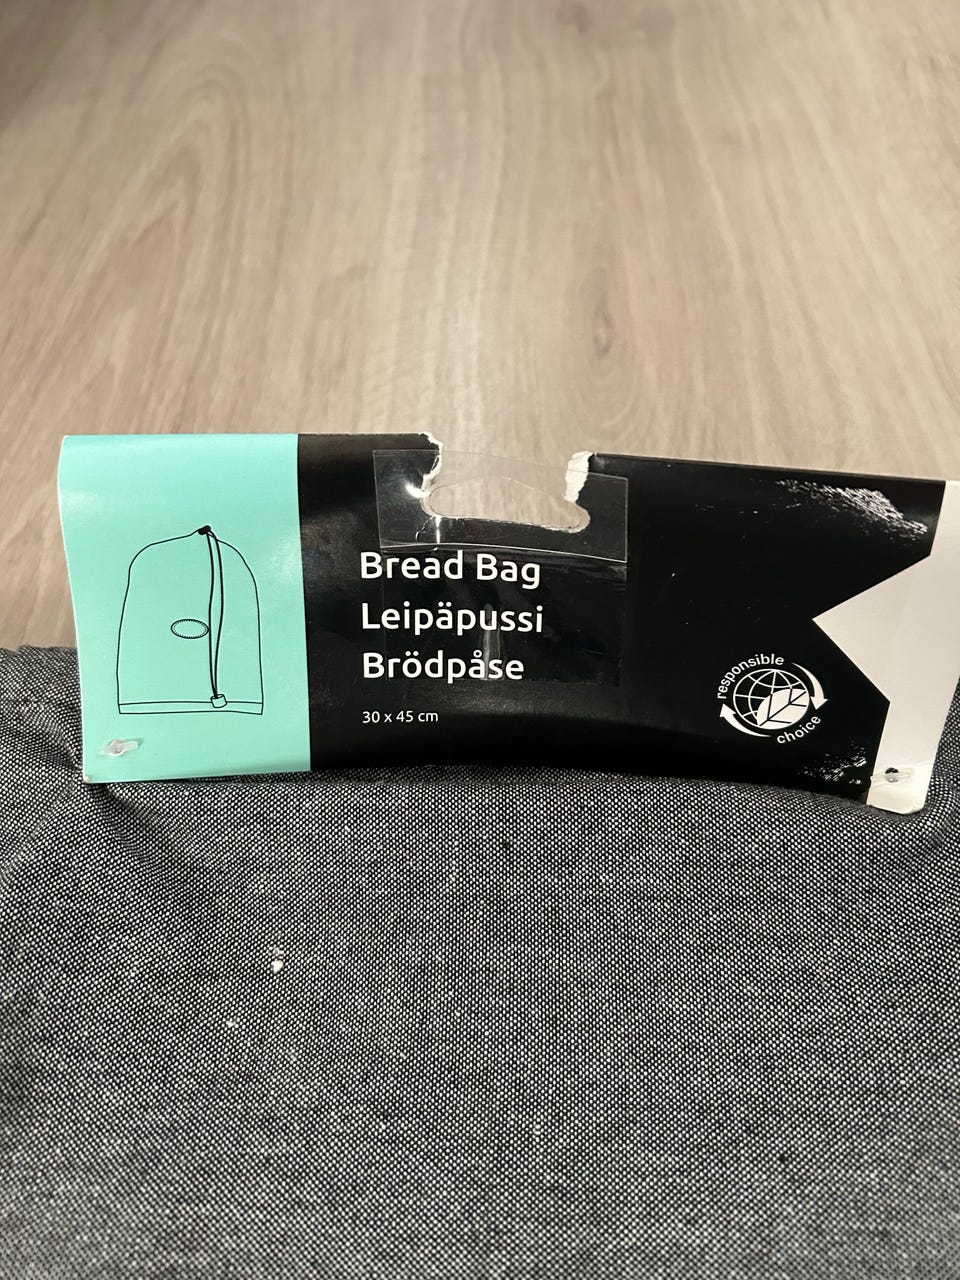 Bread Bag
Leipäpussi
Brödpåse
30 x 45 cm
responsible
choice